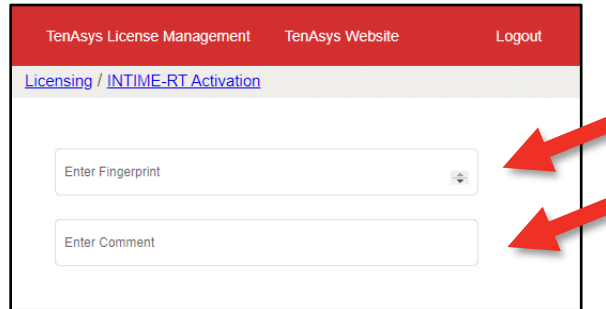 TenAsys License Management TenAsys Website Logout
Licensing / INTIME-RT Activation
Enter Fingerprint
Enter Comment